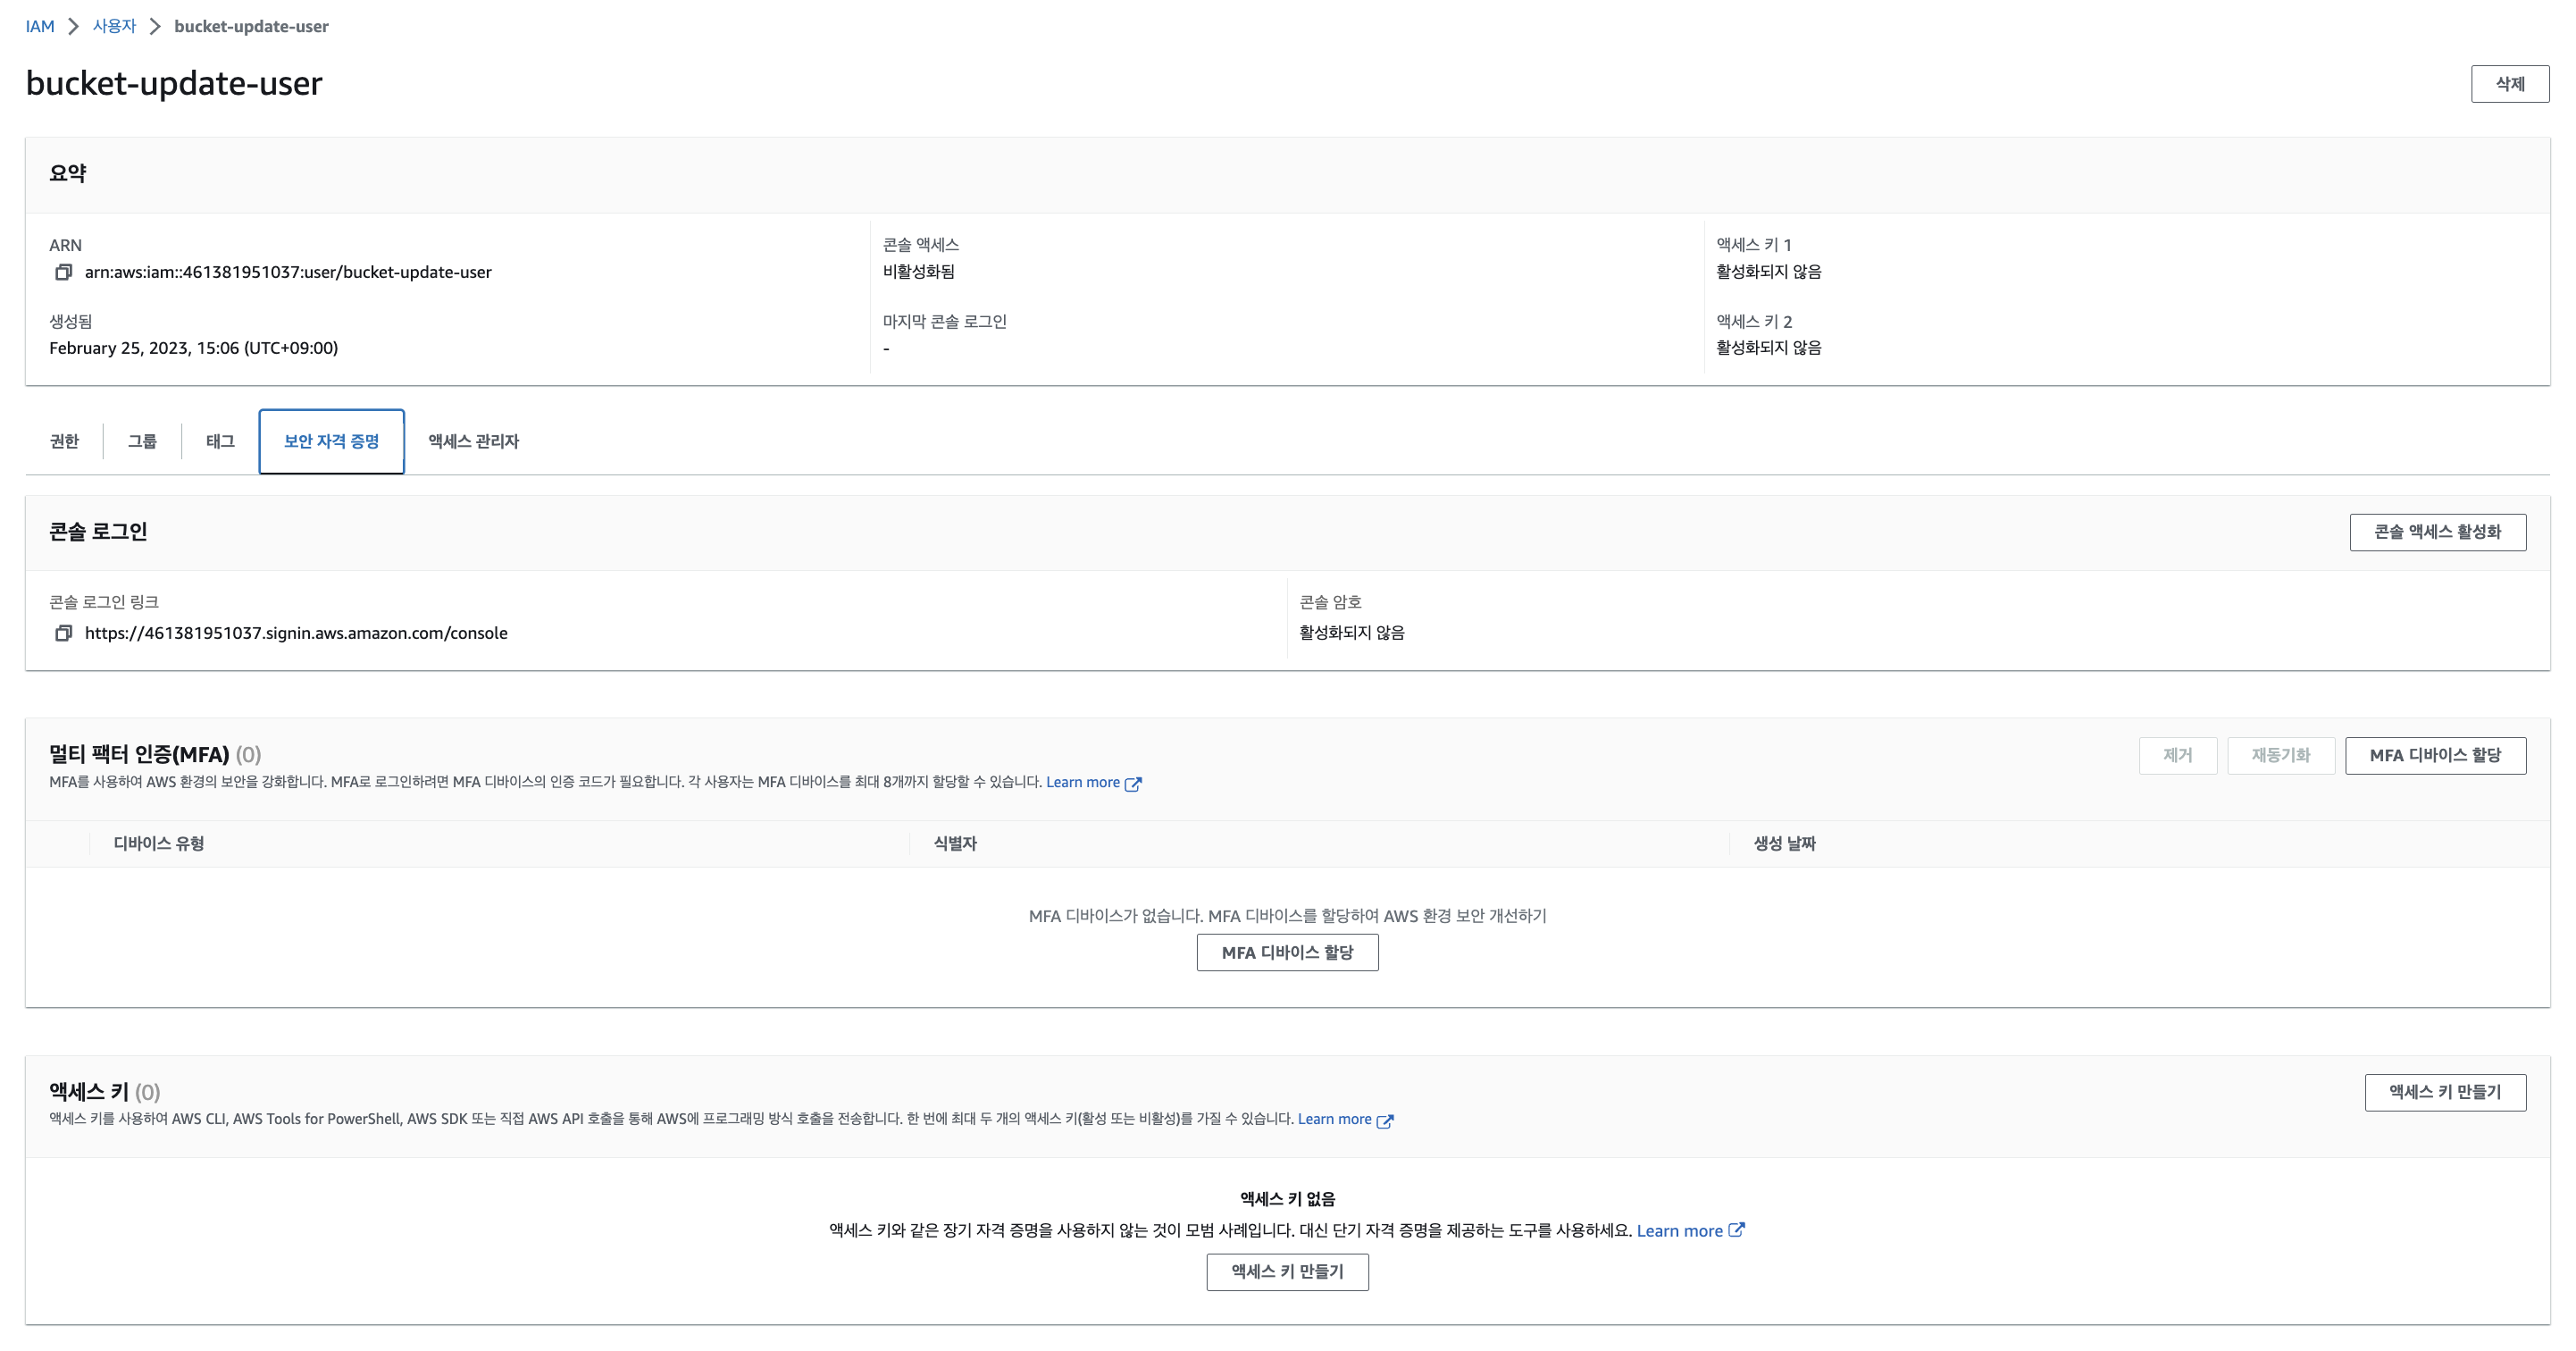 IAM > 사용자 > bucket-update-user
bucket-update-user
삭제
요약
ARN
arn:aws:iam::461381951037:user/bucket-update-user
생성됨
February 25, 2023, 15:06 (UTC+09:00)
콘솔 액세스
비활성화됨
마지막 콘솔 로그인
-
액세스 키 1
활성화되지 않음
액세스 키 2
활성화되지 않음
권한 그룹 태그 보안 자격 증명 액세스 관리자
콘솔 로그인
콘솔 액세스 활성화
콘솔 로그인 링크
https://461381951037.signin.aws.amazon.com/console
콘솔 암호
활성화되지 않음
멀티 팩터 인증(MFA) (0)
MFA를 사용하여 AWS 환경의 보안을 강화합니다. MFA로 로그인하려면 MFA 디바이스의 인증 코드가 필요합니다. 각 사용자는 MFA 디바이스를 최대 8개까지 할당할 수 있습니다. Learn more
제거 재동기화 MFA 디바이스 할당
디바이스 유형 식별자 생성 날짜
MFA 디바이스가 없습니다. MFA 디바이스를 할당하여 AWS 환경 보안 개선하기
MFA 디바이스 할당
액세스 키 (0)
액세스 키를 사용하여 AWS CLI, AWS Tools for PowerShell, AWS SDK 또는 직접 AWS API 호출을 통해 AWS에 프로그래밍 방식 호출을 전송합니다. 한 번에 최대 두 개의 액세스 키(활성 또는 비활성)를 가질 수 있습니다. Learn more
액세스 키 만들기
액세스 키 없음
액세스 키와 같은 장기 자격 증명을 사용하지 않는 것이 모범 사례입니다. 대신 단기 자격 증명을 제공하는 도구를 사용하세요. Learn more
액세스 키 만들기